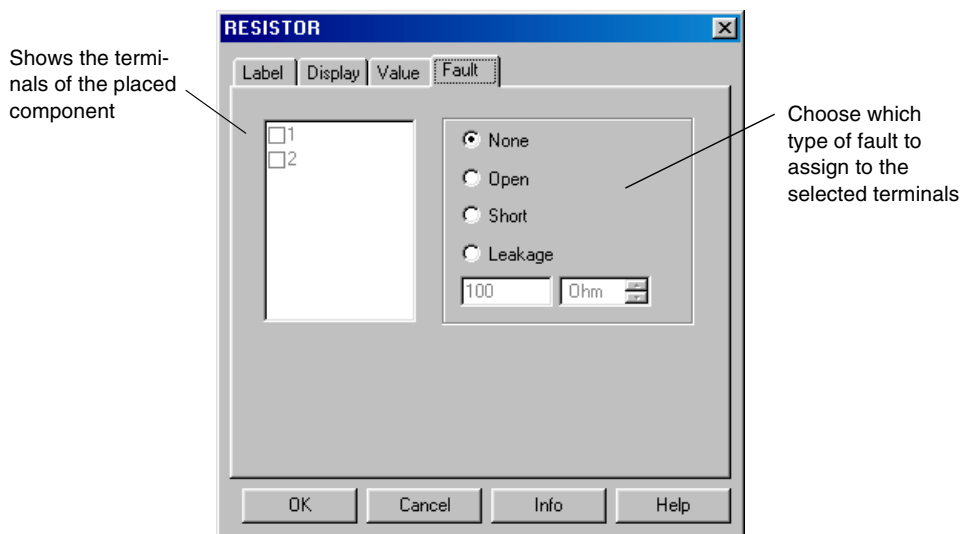 RESISTOR
Shows the termi-
nals of the placed
component
Label
Display
Value
Fault
1
2
None
Open
Short
Leakage
100
Ohm
Choose which
type of fault to
assign to the
selected terminals
OK
Cancel
Info
Help